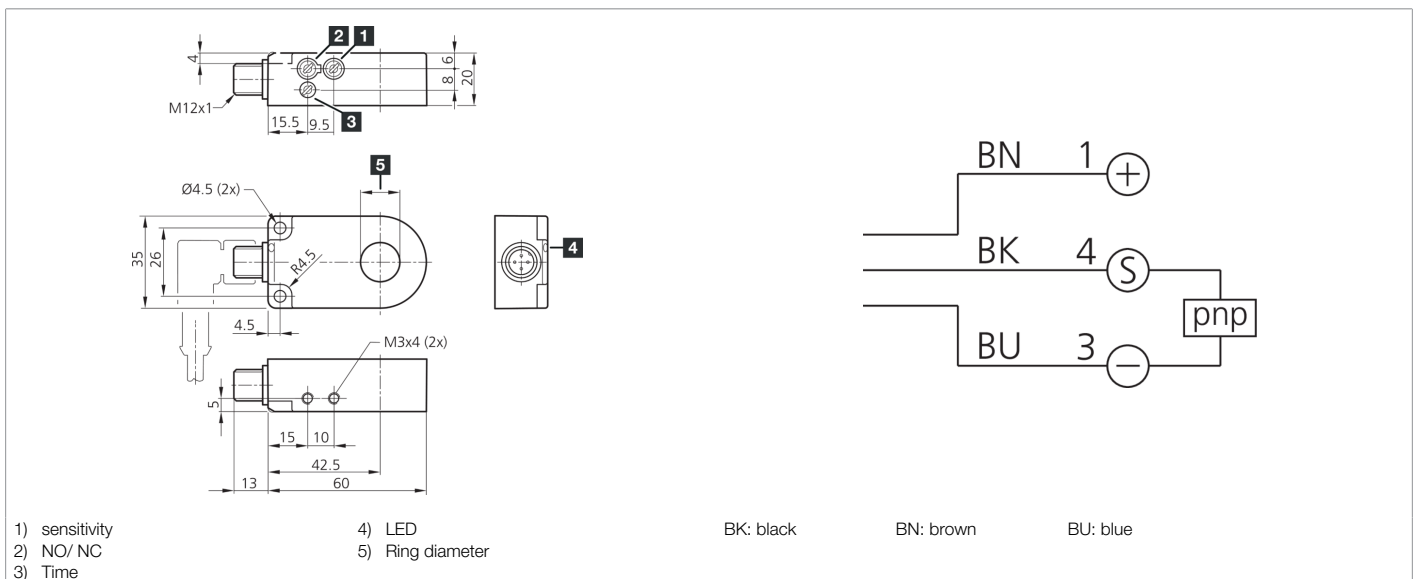 2 1
4
6
8
20
M12x1
15.5 9.5 3
5
Ø4.5 (2x)
35
26
R4.5
4
4.5
M3x4 (2x)
5
15 10
42.5
13 60
BN 1 +
BK 4 S
pnp
BU 3 −
1) sensitivity
2) NO/ NC
3) Time
4) LED
5) Ring diameter
BK: black BN: brown BU: blue